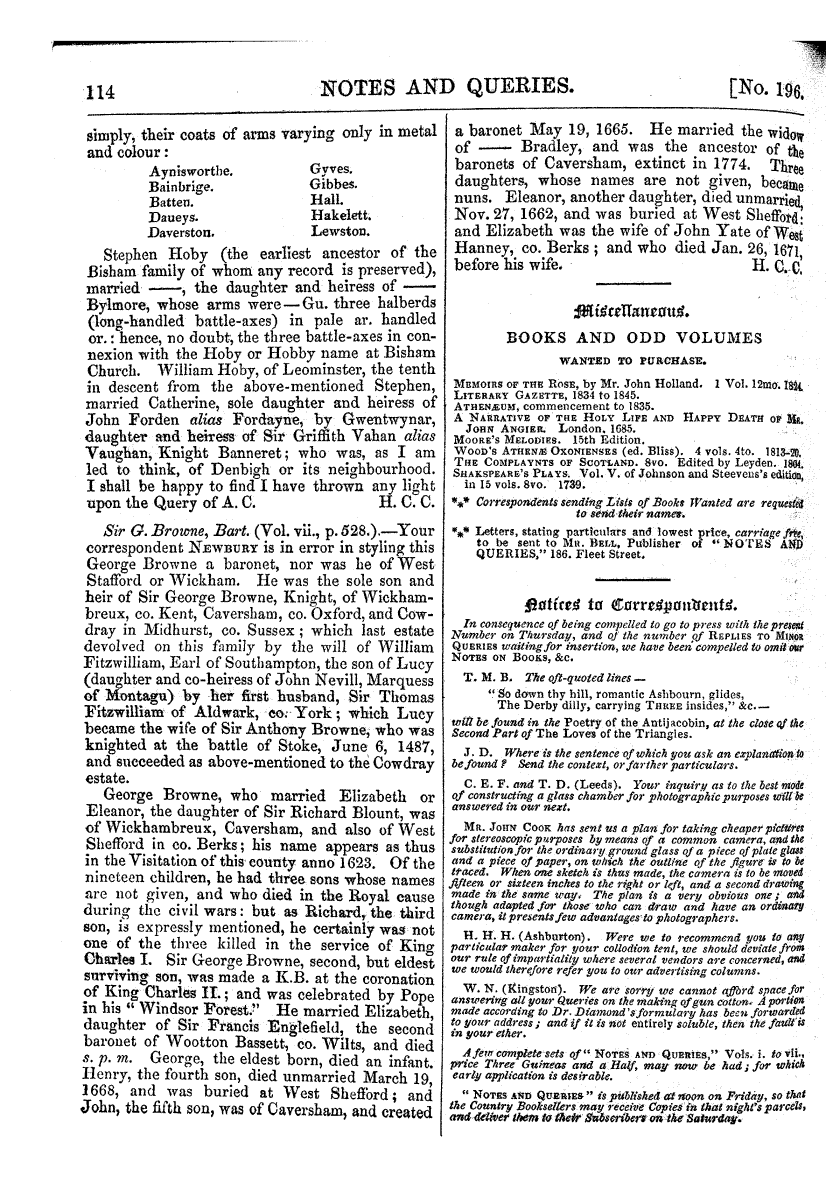 114 NOTES AND QUERIES. [No. 196.
simply, their coats of arms varying only in metal
and colour:
Aynisworthe. Gyves.
Bainbrige. Gibbes.
Batten. Hall.
Daueys. Hakelett.
Daverston. Lewston.
Stephen Hoby (the earliest ancestor of the
Bisham family of whom any record is preserved),
married ——, the daughter and heiress of ——
Bylmore, whose arms were—Gu. three halberds
(long-handled battle-axes) in pale ar. handled
or.: hence, no doubt, the three battle-axes in con-
nexion with the Hoby or Hobby name at Bisham
Church. William Hoby, of Leominster, the tenth
in descent from the above-mentioned Stephen,
married Catherine, sole daughter and heiress of
John Forden alias Fordayne, by Gwentwynar,
daughter and heiress of Sir Griffith Vahan alias
Vaughan, Knight Banneret; who was, as I am
led to think, of Denbigh or its neighbourhood.
I shall be happy to find I have thrown any light
upon the Query of A. C. H. C. C.
Sir G. Browne, Bart. (Vol. vii., p. 528.).—Your
correspondent NEWBURY is in error in styling this
George Browne a baronet, nor was he of West
Stafford or Wickham. He was the sole son and
heir of Sir George Browne, Knight, of Wickham-
breux, co. Kent, Caversham, co. Oxford, and Cow-
dray in Midhurst, co. Sussex; which last estate
devolved on this family by the will of William
Fitzwilliam, Earl of Southampton, the son of Lucy
(daughter and co-heiress of John Nevill, Marquess
of Montagu) by her first husband, Sir Thomas
Fitzwilliam of Aldwark, co. York; which Lucy
became the wife of Sir Anthony Browne, who was
knighted at the battle of Stoke, June 6, 1487,
and succeeded as above-mentioned to the Cowdray
estate.
George Browne, who married Elizabeth or
Eleanor, the daughter of Sir Richard Blount, was
of Wickhambreux, Caversham, and also of West
Shefford in co. Berks; his name appears as thus
in the Visitation of this county anno 1623. Of the
nineteen children, he had three sons whose names
are not given, and who died in the Royal cause
during the civil wars: but as Richard, the third
son, is expressly mentioned, he certainly was not
one of the three killed in the service of King
Charles I. Sir George Browne, second, but eldest
surviving son, was made a K.B. at the coronation
of King Charles II.; and was celebrated by Pope
in his "Windsor Forest." He married Elizabeth,
daughter of Sir Francis Englefield, the second
baronet of Wootton Bassett, co. Wilts, and died
s. p. m. George, the eldest born, died an infant.
Henry, the fourth son, died unmarried March 19,
1668, and was buried at West Shefford; and
John, the fifth son, was of Caversham, and created
a baronet May 19, 1665. He married the widow
of —— Bradley, and was the ancestor of the
baronets of Caversham, extinct in 1774. Three
daughters, whose names are not given, became
nuns. Eleanor, another daughter, died unmarried,
Nov. 27, 1662, and was buried at West Shefford:
and Elizabeth was the wife of John Yate of West
Hanney, co. Berks; and who died Jan. 26, 1671,
before his wife. H. C. C.
Miscellaneous.
BOOKS AND ODD VOLUMES
WANTED TO PURCHASE.
MEMOIRS OF THE ROSE, by Mr. John Holland. 1 Vol. 12mo. 1824.
LITERARY GAZETTE, 1834 to 1845.
ATHENÆUM, commencement to 1835.
A NARRATIVE OF THE HOLY LIFE AND HAPPY DEATH OF MR.
JOHN ANGIER. London, 1685.
MOORE'S MELODIES. 15th Edition.
WOOD'S ATHENÆ OXONIENSES (ed. Bliss). 4 vols. 4to. 1813-20.
THE COMPLAYNTS OF SCOTLAND. 8vo. Edited by Leyden. 1804.
SHAKSPEARE'S PLAYS. Vol. V. of Johnson and Steevens's edition,
in 15 vols. 8vo. 1739.
*** Correspondents sending Lists of Books Wanted are requested
to send their names.
*** Letters, stating particulars and lowest price, carriage free,
to be sent to MR. BELL, Publisher of "NOTES AND
QUERIES," 186. Fleet Street.
Notices to Correspondents.
In consequence of being compelled to go to press with the present
Number on Thursday, and of the number of REPLIES TO MINOR
QUERIES waiting for insertion, we have been compelled to omit our
NOTES ON BOOKS, &c.
T. M. B. The oft-quoted lines —
"So down thy hill, romantic Ashbourn, glides,
The Derby dilly, carrying THREE insides," &c.—
will be found in the Poetry of the Antijacobin, at the close of the
Second Part of The Loves of the Triangles.
J. D. Where is the sentence of which you ask an explanation to
be found? Send the context, or farther particulars.
C. E. F. and T. D. (Leeds). Your inquiry as to the best mode
of constructing a glass chamber for photographic purposes will be
answered in our next.
MR. JOHN COOK has sent us a plan for taking cheaper pictures
for stereoscopic purposes by means of a common camera, and the
substitution for the ordinary ground glass of a piece of plate glass
and a piece of paper, on which the outline of the figure is to be
traced. When one sketch is thus made, the camera is to be moved
fifteen or sixteen inches to the right or left, and a second drawing
made in the same way. The plan is a very obvious one; and
though adapted for those who can draw and have an ordinary
camera, it presents few advantages to photographers.
H. H. H. (Ashburton). Were we to recommend you to any
particular maker for your collodion tent, we should deviate from
our rule of impartiality where several vendors are concerned, and
we would therefore refer you to our advertising columns.
W. N. (Kingston). We are sorry we cannot afford space for
answering all your Queries on the making of gun cotton. A portion
made according to Dr. Diamond's formulary has been forwarded
to your address; and if it is not entirely soluble, then the fault is
in your ether.
A few complete sets of "NOTES AND QUERIES," Vols. i. to vii.,
price Three Guineas and a Half, may now be had; for which
early application is desirable.
"NOTES AND QUERIES" is published at noon on Friday, so that
the Country Booksellers may receive Copies in that night's parcels,
and deliver them to their Subscribers on the Saturday.